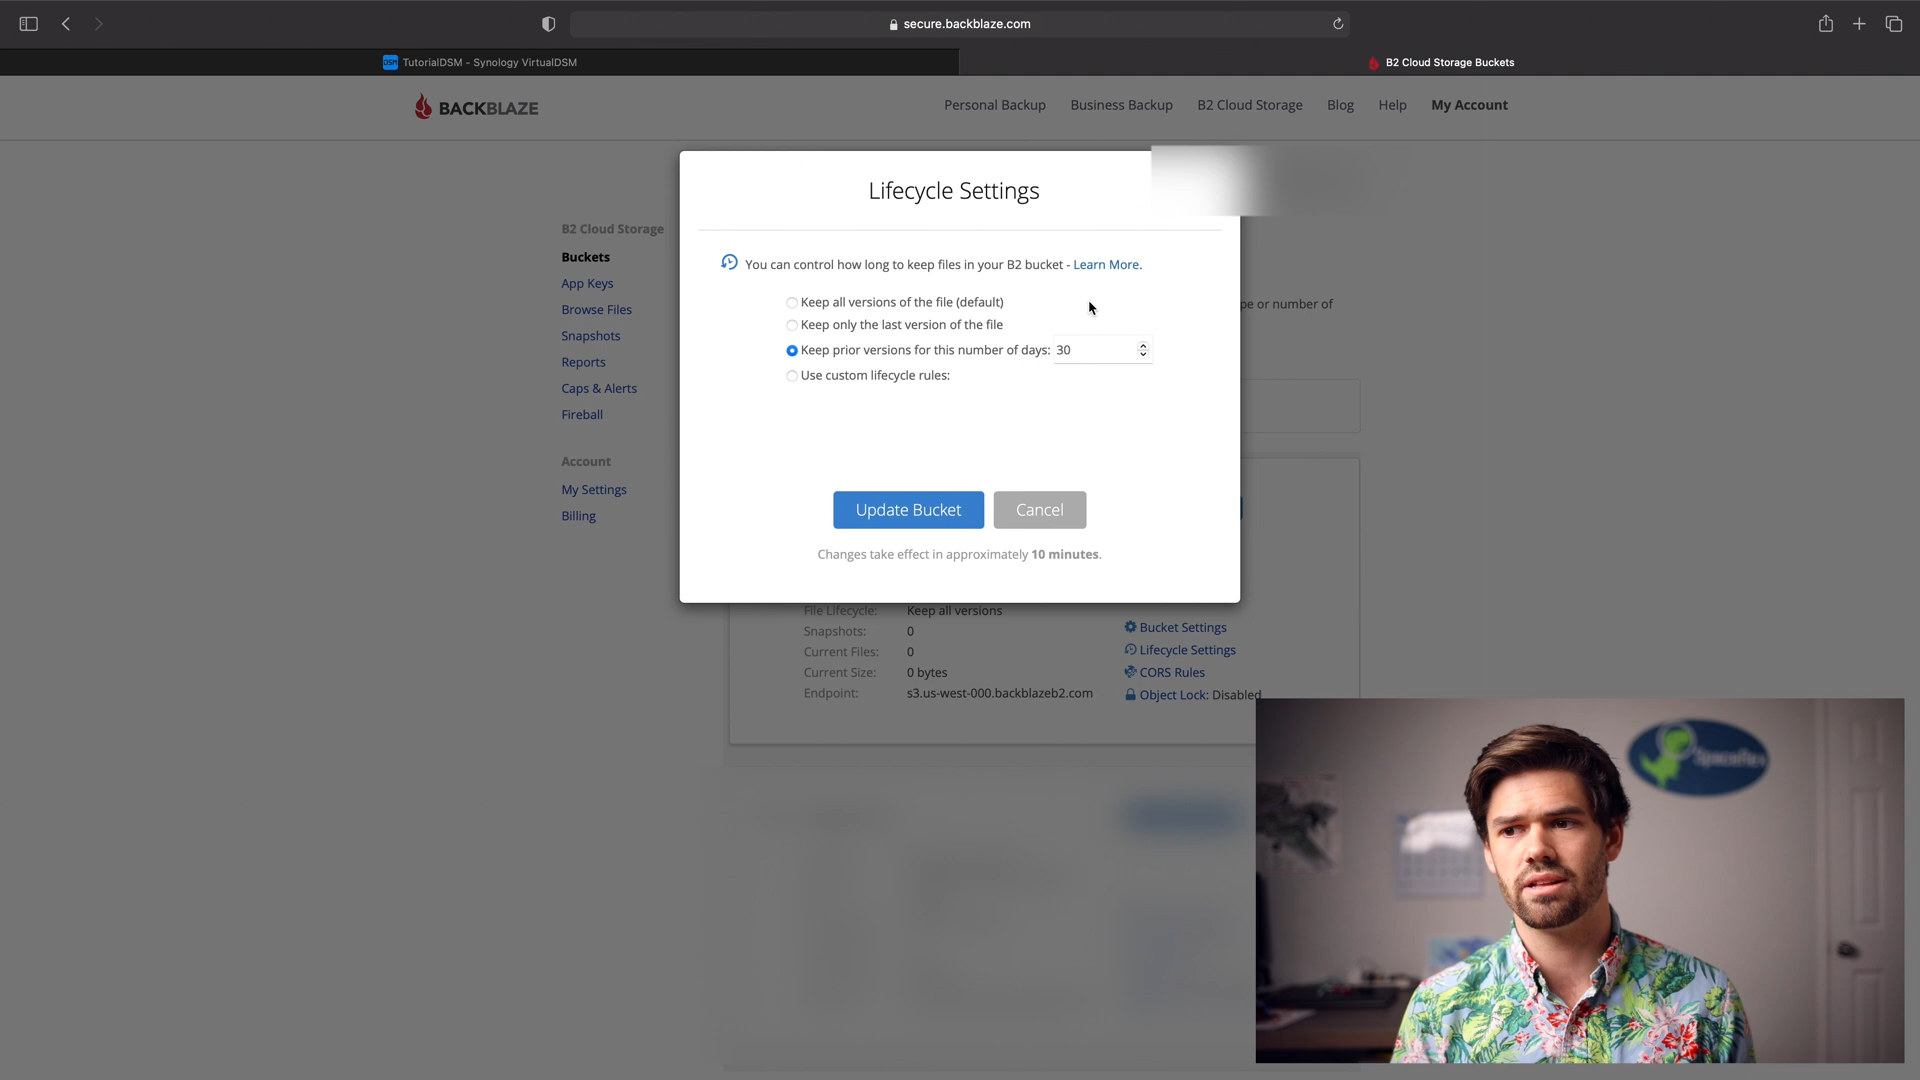 secure.backblaze.com
DSM TutorialDSM - Synology VirtualDSM
B2 Cloud Storage Buckets
BACKBLAZE
Personal Backup Business Backup B2 Cloud Storage Blog Help My Account
Lifecycle Settings
B2 Cloud Storage
Buckets
App Keys
Browse Files
Snapshots
Reports
Caps & Alerts
Fireball
Account
My Settings
Billing
You can control how long to keep files in your B2 bucket - Learn More.
Keep all versions of the file (default)
Keep only the last version of the file
Keep prior versions for this number of days: 30
Use custom lifecycle rules:
pe or number of
Update Bucket Cancel
Changes take effect in approximately 10 minutes.
File Lifecycle: Keep all versions
Snapshots: 0
Current Files: 0
Current Size: 0 bytes
Endpoint: s3.us-west-000.backblazeb2.com
Bucket Settings
Lifecycle Settings
CORS Rules
Object Lock: Disabled
SpaceRex